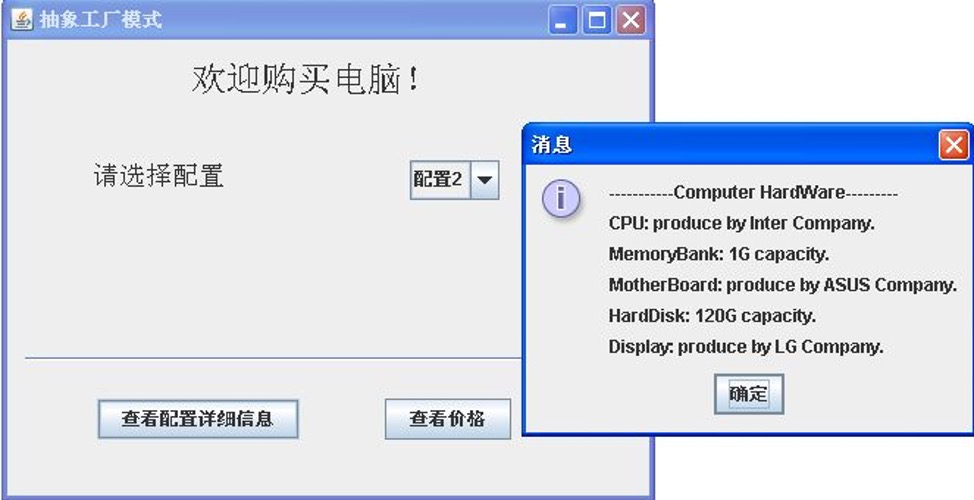 抽象工厂模式
欢迎购买电脑!
请选择配置
配置2
查看配置详细信息
查看价格
消息
-----------Computer HardWare---------
CPU: produce by Inter Company.
MemoryBank: 1G capacity.
MotherBoard: produce by ASUS Company.
HardDisk: 120G capacity.
Display: produce by LG Company.
确定